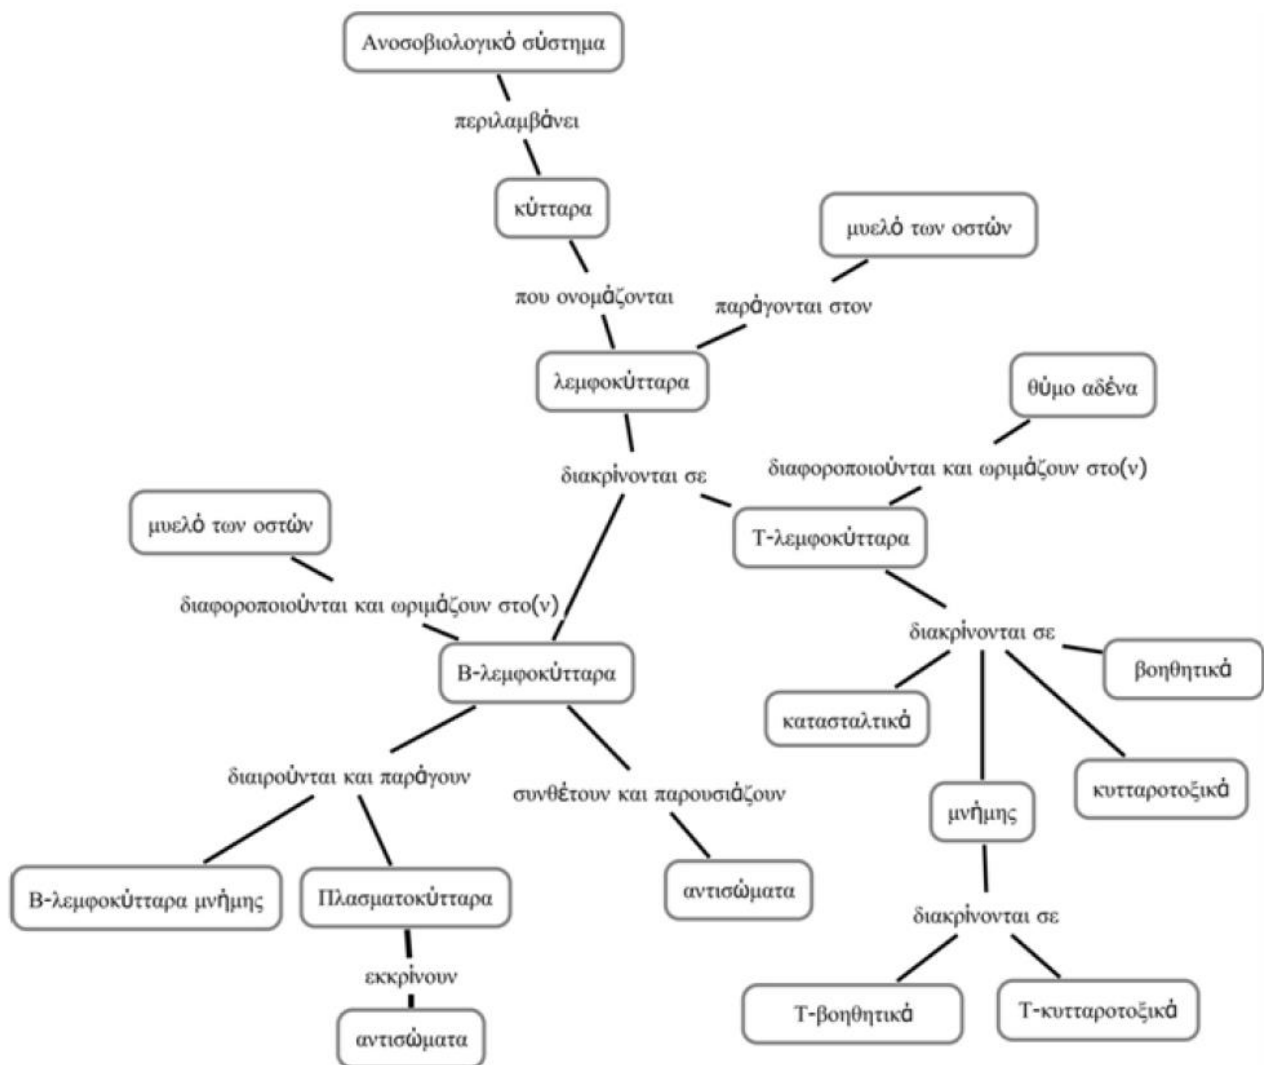 Ανοσοβιολογικό σύστημα
περιλαμβάνει
κύτταρα
μυελό των οστών
που ονομάζονται
παράγονται στον
λεμφοκύτταρα
θύμο αδένα
διακρίνονται σε
διαφοροποιούνται και ωριμάζουν στο(ν)
μυελό των οστών
Τ-λεμφοκύτταρα
διαφοροποιούνται και ωριμάζουν στο(ν)
διακρίνονται σε
Β-λεμφοκύτταρα
βοηθητικά
κατασταλτικά
διαιρούνται και παράγουν
συνθέτουν και παρουσιάζουν
κυτταροτοξικά
μνήμης
Β-λεμφοκύτταρα μνήμης
Πλασματοκύτταρα
αντισώματα
διακρίνονται σε
εκκρίνουν
Τ-βοηθητικά
Τ-κυτταροτοξικά
αντισώματα